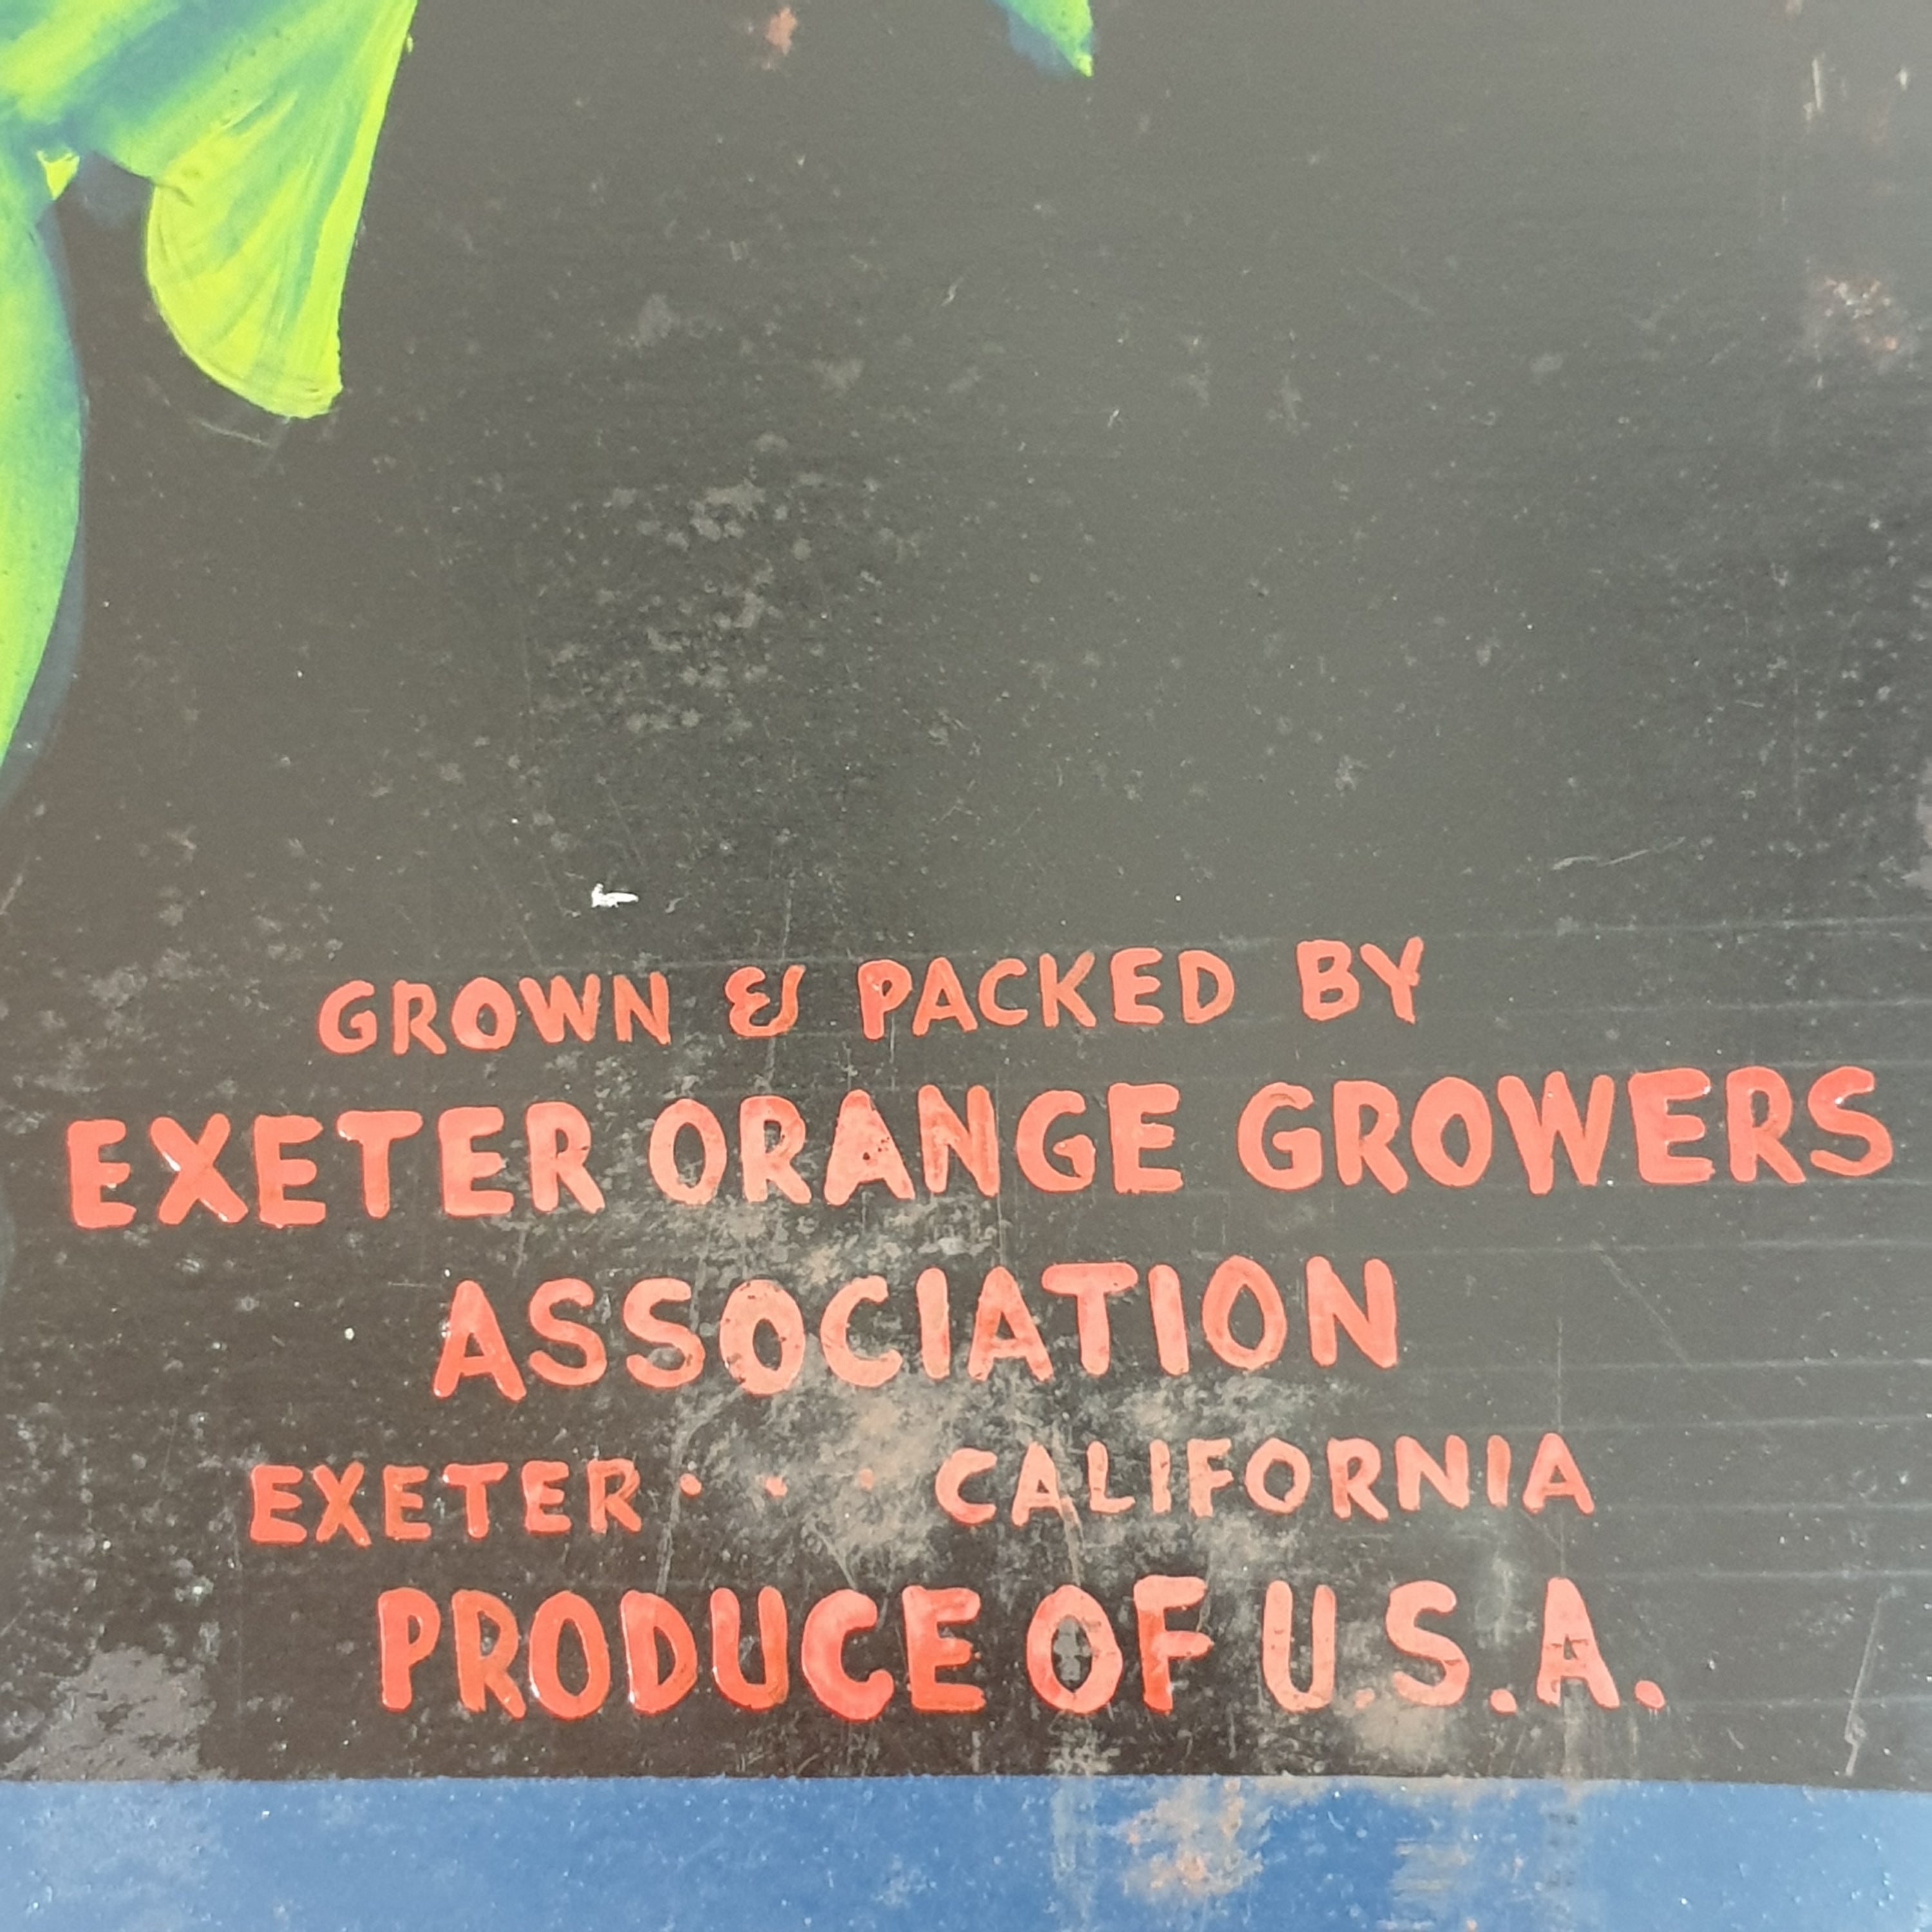 GROWN & PACKED BY
EXETER ORANGE GROWERS
ASSOCIATION
EXETER · · · CALIFORNIA
PRODUCE OF U.S.A.